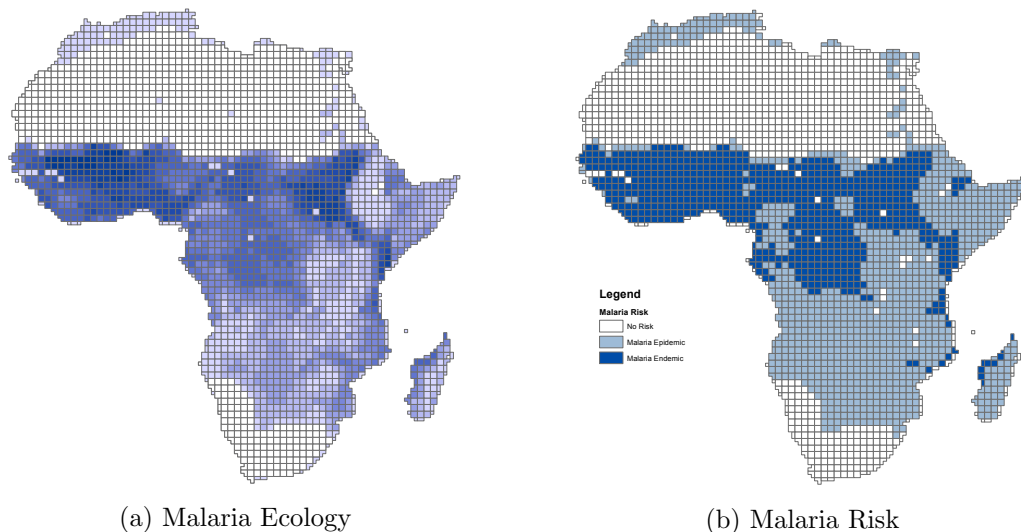 Legend
Malaria Risk
No Risk
Malaria Epidemic
Malaria Endemic
(a) Malaria Ecology
(b) Malaria Risk